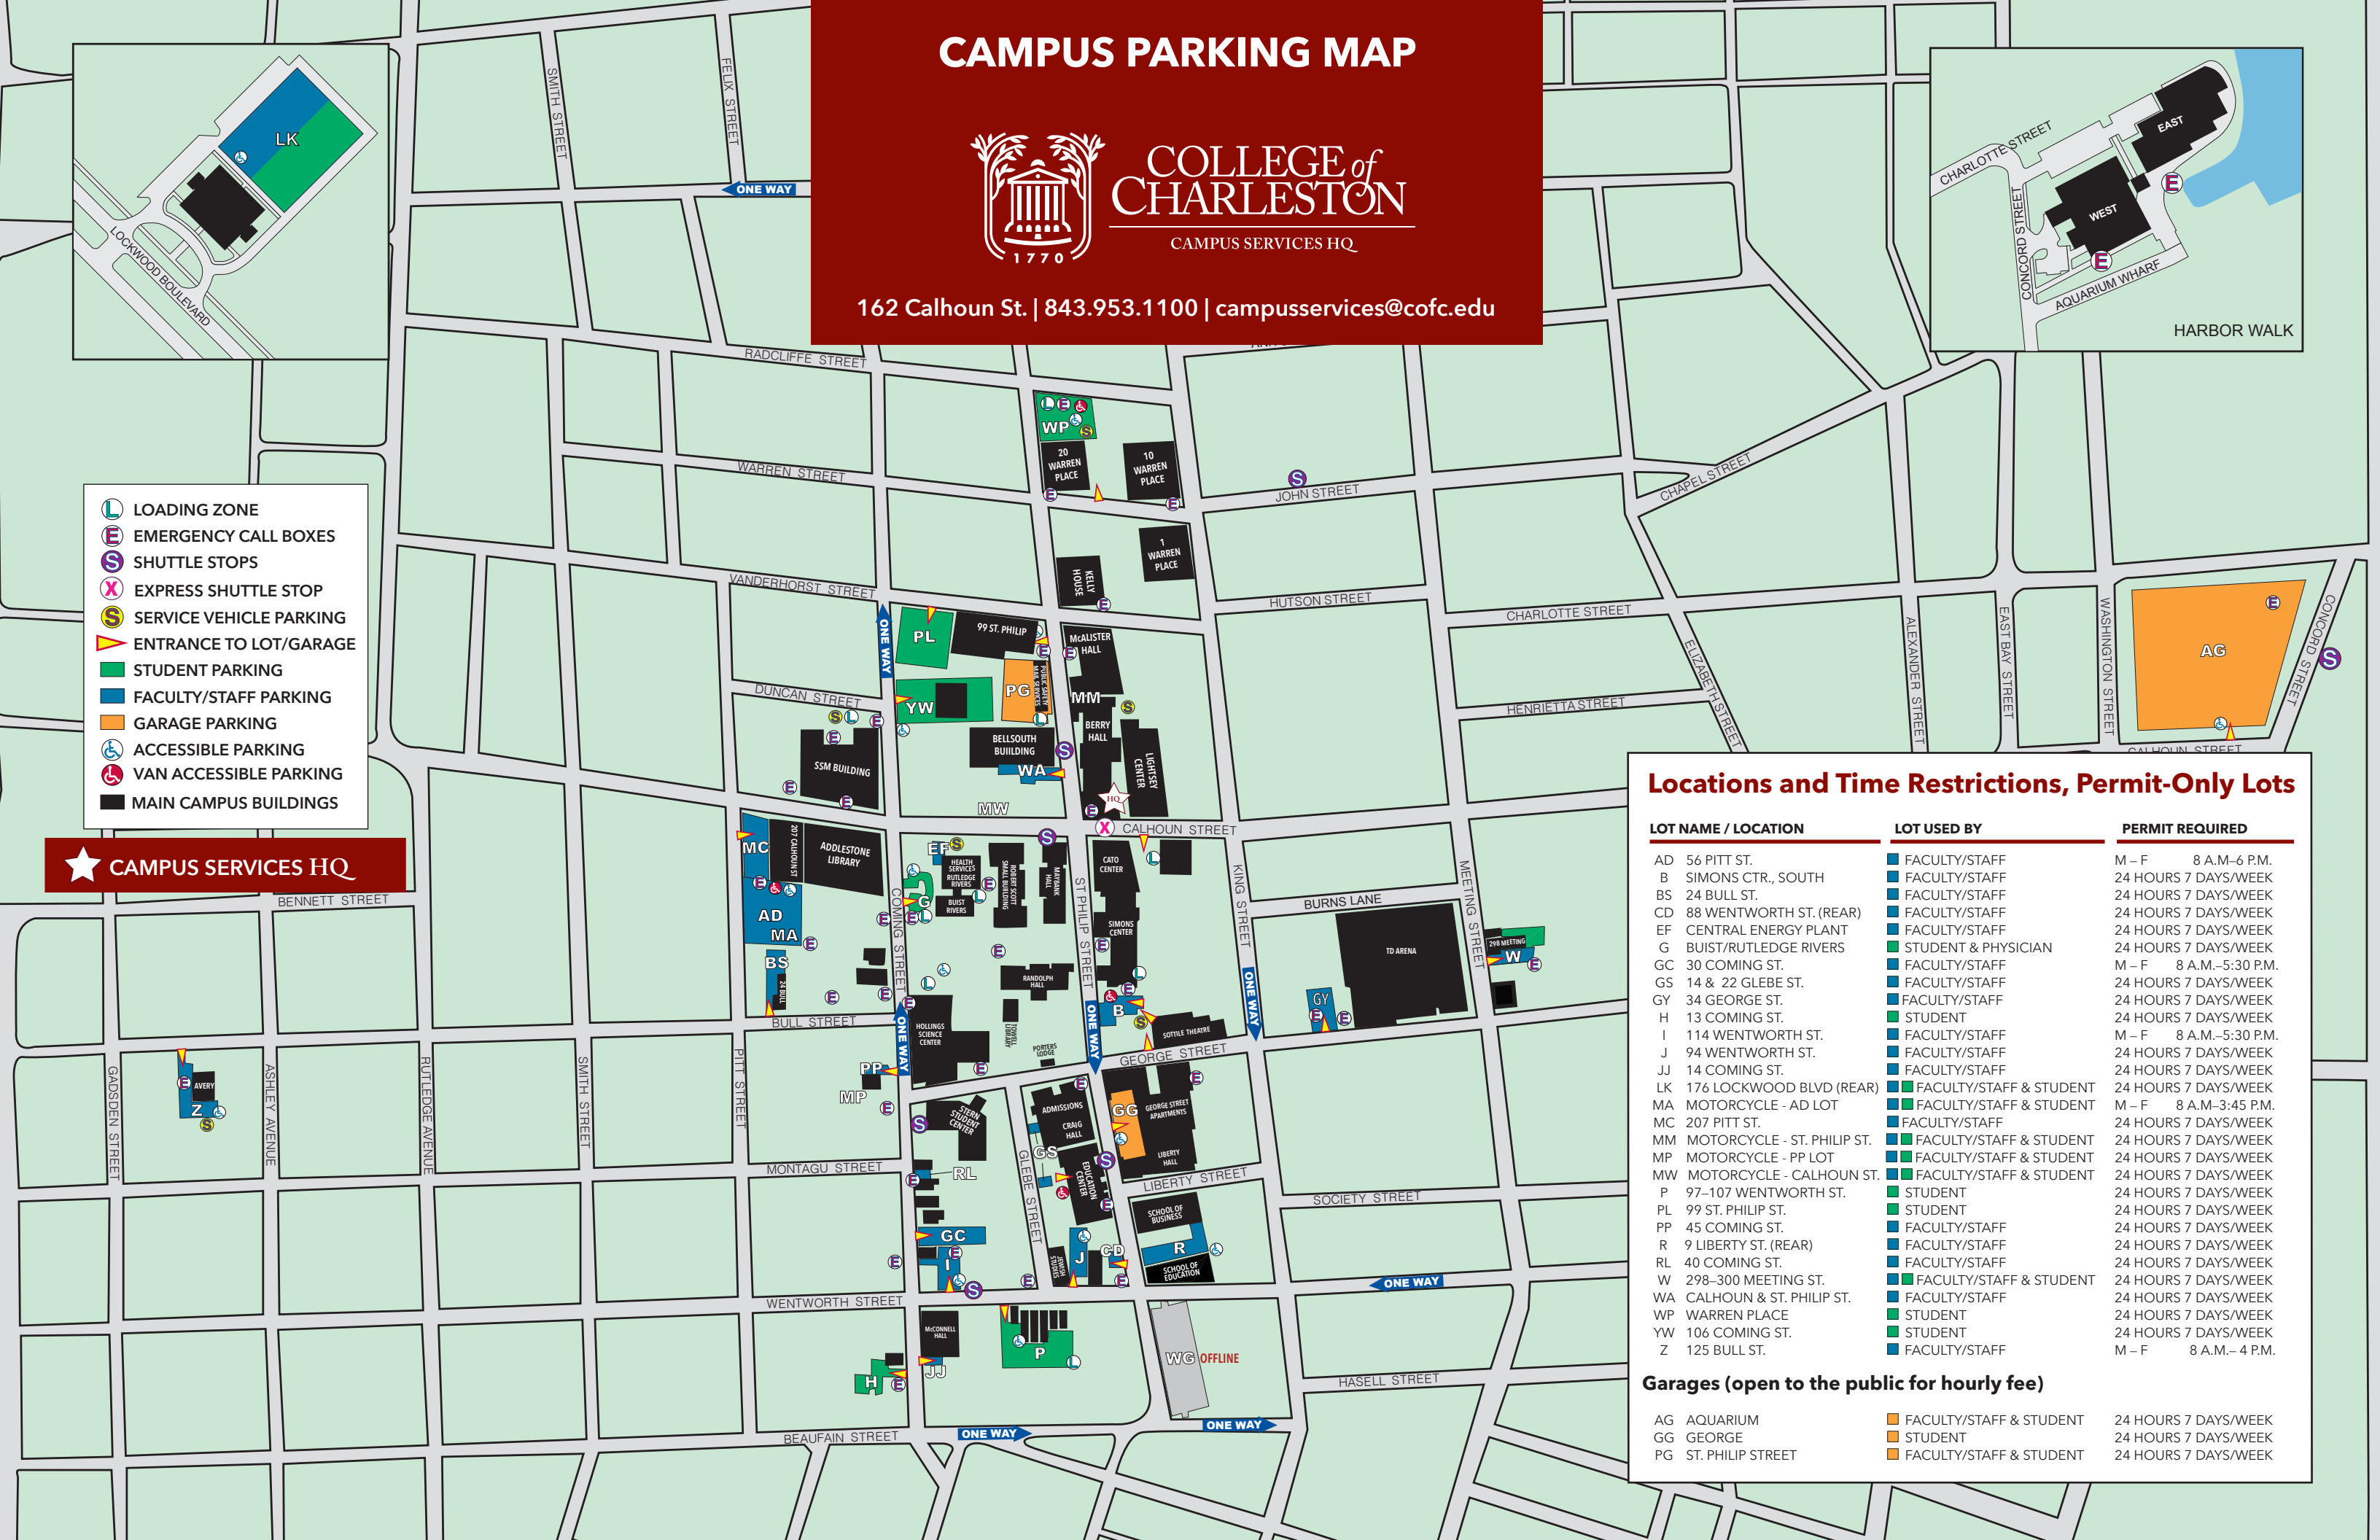 CAMPUS PARKING MAP
COLLEGE of
CHARLESTON
CAMPUS SERVICES HQ
1770
162 Calhoun St. | 843.953.1100 | campusservices@cofc.edu
LK
LOCKWOOD BOULEVARD
CHARLOTTE STREET
EAST
WEST
CONCORD STREET
AQUARIUM WHARF
E
E
HARBOR WALK
SMITH STREET
FELIX STREET
ONE WAY
RADCLIFFE STREET
L LOADING ZONE
E EMERGENCY CALL BOXES
S SHUTTLE STOPS
X EXPRESS SHUTTLE STOP
S SERVICE VEHICLE PARKING
ENTRANCE TO LOT/GARAGE
STUDENT PARKING
FACULTY/STAFF PARKING
GARAGE PARKING
ACCESSIBLE PARKING
VAN ACCESSIBLE PARKING
MAIN CAMPUS BUILDINGS
CAMPUS SERVICES HQ
L E
WP S
20
WARREN
PLACE
10
WARREN
PLACE
E
E
WARREN STREET
S
JOHN STREET
CHAPEL STREET
1
WARREN
PLACE
KELLY
HOUSE
E
VANDERHORST STREET
HUTSON STREET
CHARLOTTE STREET
ONE WAY
PL
99 ST. PHILIP
E
McALISTER
HALL
E
PG
PUBLIC SAFETY
MAIL SERVICES
L
MM
S
YW
DUNCAN STREET
S L E
E
SSM BUILDING
E
E
BELLSOUTH
BUIILDING
S
WA
BERRY
HALL
LIGHTSEY
CENTER
HQ
E
MW
X
CALHOUN STREET
HENRIETTA STREET
ELIZABETH STREET
ALEXANDER STREET
EAST BAY STREET
WASHINGTON STREET
AG
E
S
CONCORD STREET
CALHOUN STREET
MC
207 CALHOUN ST
ADDLESTONE
LIBRARY
E
AD
MA
E
BS
24 BULL
E
E
E
BULL STREET
COMING STREET
EF S
HEALTH
SERVICES
RUTLEDGE
RIVERS
BUIST
RIVERS
G
E L
L
E
ROBERT SCOTT
SMALL BUILDING
MAYBANK
HALL
S
CATO
CENTER
L
SIMONS
CENTER
E
E
L
RANDOLPH
HALL
TOWELL
LIBRARY
PORTERS
LODGE
ST PHILIP STREET
KING STREET
MEETING STREET
BURNS LANE
TD ARENA
298 MEETING
W
E
L
E
B
S
SOTTILE THEATRE
GY
E E
ONE WAY
ONE WAY
ONE WAY
HOLLINGS
SCIENCE
CENTER
E
E
GEORGE STREET
PP
MP
E
BENNETT STREET
GADSDEN STREET
ASHLEY AVENUE
RUTLEDGE AVENUE
SMITH STREET
PITT STREET
AVERY
E
Z
S
S
STERN
STUDENT
CENTER
ADMISSIONS
CRAIG
HALL
E
GG
GEORGE STREET
APARTMENTS
E
LIBERTY
HALL
S
GS
EDUCATION
CENTER
E
GLEBE STREET
MONTAGU STREET
RL
E
LIBERTY STREET
SOCIETY STREET
SCHOOL OF
BUSINESS
R
SCHOOL OF
EDUCATION
GC
E
E
I
S
E
JEWISH
STUDIES
J
CD
E
WENTWORTH STREET
ONE WAY
McCONNELL
HALL
JJ
H
E
P
L
WG OFFLINE
HASELL STREET
BEAUFAIN STREET
ONE WAY
ONE WAY
Locations and Time Restrictions, Permit-Only Lots
LOT NAME / LOCATION LOT USED BY PERMIT REQUIRED
AD 56 PITT ST. FACULTY/STAFF M – F 8 A.M–6 P.M.
B SIMONS CTR., SOUTH FACULTY/STAFF 24 HOURS 7 DAYS/WEEK
BS 24 BULL ST. FACULTY/STAFF 24 HOURS 7 DAYS/WEEK
CD 88 WENTWORTH ST. (REAR) FACULTY/STAFF 24 HOURS 7 DAYS/WEEK
EF CENTRAL ENERGY PLANT FACULTY/STAFF 24 HOURS 7 DAYS/WEEK
G BUIST/RUTLEDGE RIVERS STUDENT & PHYSICIAN 24 HOURS 7 DAYS/WEEK
GC 30 COMING ST. FACULTY/STAFF M – F 8 A.M.–5:30 P.M.
GS 14 & 22 GLEBE ST. FACULTY/STAFF 24 HOURS 7 DAYS/WEEK
GY 34 GEORGE ST. FACULTY/STAFF 24 HOURS 7 DAYS/WEEK
H 13 COMING ST. STUDENT 24 HOURS 7 DAYS/WEEK
I 114 WENTWORTH ST. FACULTY/STAFF M – F 8 A.M.–5:30 P.M.
J 94 WENTWORTH ST. FACULTY/STAFF 24 HOURS 7 DAYS/WEEK
JJ 14 COMING ST. FACULTY/STAFF 24 HOURS 7 DAYS/WEEK
LK 176 LOCKWOOD BLVD (REAR) FACULTY/STAFF & STUDENT 24 HOURS 7 DAYS/WEEK
MA MOTORCYCLE - AD LOT FACULTY/STAFF & STUDENT M – F 8 A.M–3:45 P.M.
MC 207 PITT ST. FACULTY/STAFF 24 HOURS 7 DAYS/WEEK
MM MOTORCYCLE - ST. PHILIP ST. FACULTY/STAFF & STUDENT 24 HOURS 7 DAYS/WEEK
MP MOTORCYCLE - PP LOT FACULTY/STAFF & STUDENT 24 HOURS 7 DAYS/WEEK
MW MOTORCYCLE - CALHOUN ST. FACULTY/STAFF & STUDENT 24 HOURS 7 DAYS/WEEK
P 97–107 WENTWORTH ST. STUDENT 24 HOURS 7 DAYS/WEEK
PL 99 ST. PHILIP ST. STUDENT 24 HOURS 7 DAYS/WEEK
PP 45 COMING ST. FACULTY/STAFF 24 HOURS 7 DAYS/WEEK
R 9 LIBERTY ST. (REAR) FACULTY/STAFF 24 HOURS 7 DAYS/WEEK
RL 40 COMING ST. FACULTY/STAFF 24 HOURS 7 DAYS/WEEK
W 298–300 MEETING ST. FACULTY/STAFF & STUDENT 24 HOURS 7 DAYS/WEEK
WA CALHOUN & ST. PHILIP ST. FACULTY/STAFF 24 HOURS 7 DAYS/WEEK
WP WARREN PLACE STUDENT 24 HOURS 7 DAYS/WEEK
YW 106 COMING ST. STUDENT 24 HOURS 7 DAYS/WEEK
Z 125 BULL ST. FACULTY/STAFF M – F 8 A.M.– 4 P.M.
Garages (open to the public for hourly fee)
AG AQUARIUM FACULTY/STAFF & STUDENT 24 HOURS 7 DAYS/WEEK
GG GEORGE STUDENT 24 HOURS 7 DAYS/WEEK
PG ST. PHILIP STREET FACULTY/STAFF & STUDENT 24 HOURS 7 DAYS/WEEK